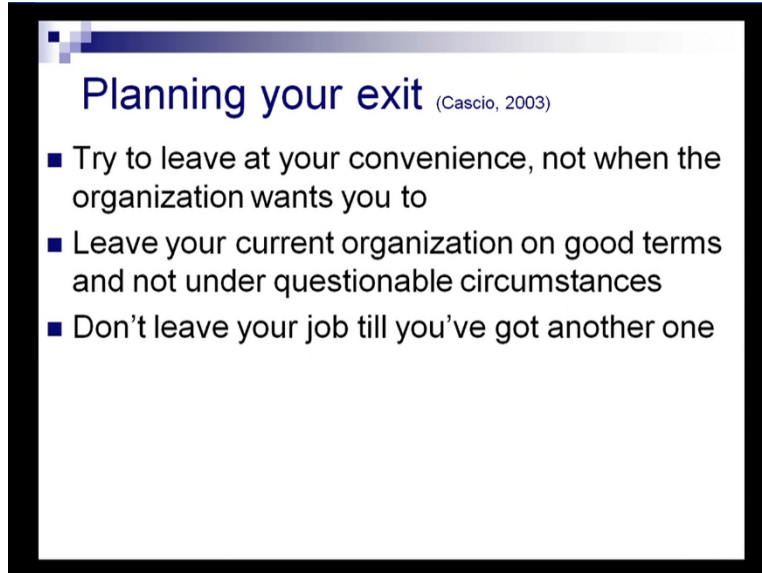 Planning your exit (Cascio, 2003)
■ Try to leave at your convenience, not when the
organization wants you to
■ Leave your current organization on good terms
and not under questionable circumstances
■ Don't leave your job till you've got another one